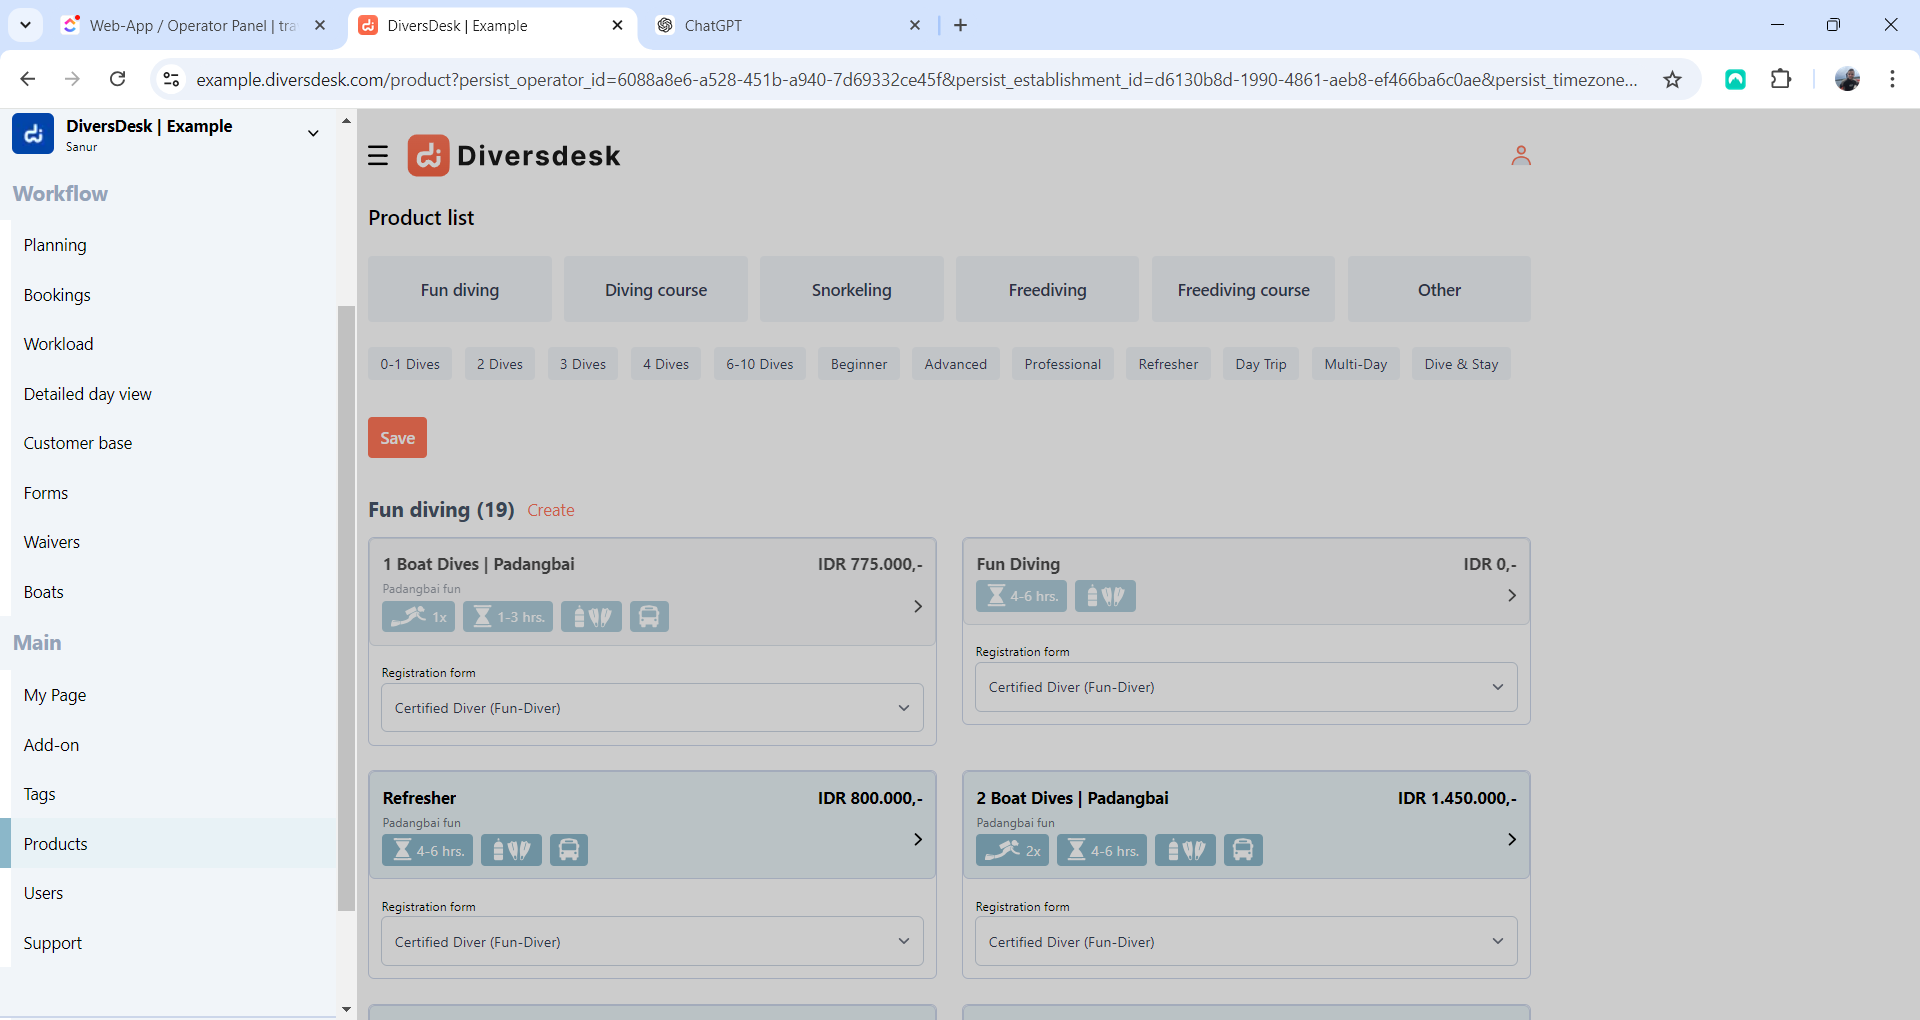 Web-App / Operator Panel | tra
DiversDesk | Example
ChatGPT
example.diversdesk.com/product?persist_operator_id=6088a8e6-a528-451b-a940-7d69332ce45f&persist_establishment_id=d6130b8d-1990-4861-aeb8-ef466ba6c0ae&persist_timezone...
DiversDesk | Example
Sanur
Workflow
Planning
Bookings
Workload
Detailed day view
Customer base
Forms
Waivers
Boats
Main
My Page
Add-on
Tags
Products
Users
Support
Diversdesk
Product list
Fun diving
Diving course
Snorkeling
Freediving
Freediving course
Other
0-1 Dives
2 Dives
3 Dives
4 Dives
6-10 Dives
Beginner
Advanced
Professional
Refresher
Day Trip
Multi-Day
Dive & Stay
Save
Fun diving (19) Create
1 Boat Dives | Padangbai IDR 775.000,-
Padangbai fun
1x 1-3 hrs.
Registration form
Certified Diver (Fun-Diver)
Fun Diving IDR 0,-
4-6 hrs.
Registration form
Certified Diver (Fun-Diver)
Refresher IDR 800.000,-
Padangbai fun
4-6 hrs.
Registration form
Certified Diver (Fun-Diver)
2 Boat Dives | Padangbai IDR 1.450.000,-
Padangbai fun
2x 4-6 hrs.
Registration form
Certified Diver (Fun-Diver)